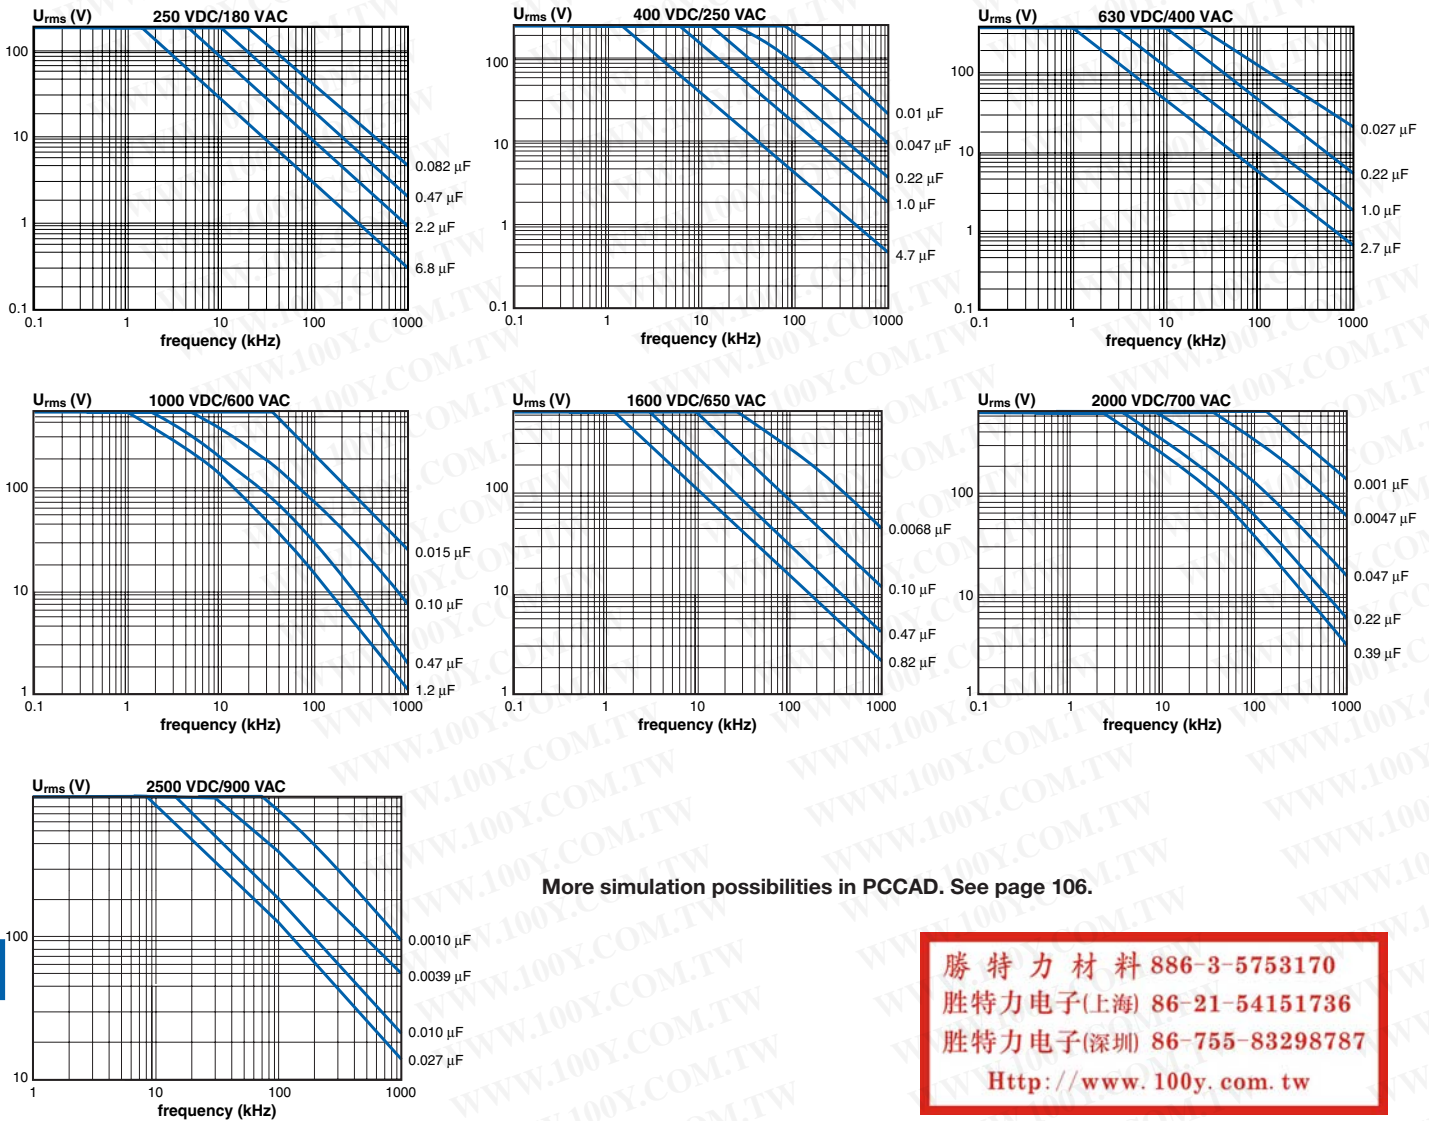 U_rms (V) 250 VDC/180 VAC
100
10
1
0.1
0.1 1 10 100 1000
frequency (kHz)
0.082 µF
0.47 µF
2.2 µF
6.8 µF
U_rms (V) 400 VDC/250 VAC
100
10
1
0.1
0.1 1 10 100 1000
frequency (kHz)
0.01 µF
0.047 µF
0.22 µF
1.0 µF
4.7 µF
U_rms (V) 630 VDC/400 VAC
100
10
1
0.1
0.1 1 10 100 1000
frequency (kHz)
0.027 µF
0.22 µF
1.0 µF
2.7 µF
U_rms (V) 1000 VDC/600 VAC
100
10
1
0.1 1 10 100 1000
frequency (kHz)
0.015 µF
0.10 µF
0.47 µF
1.2 µF
U_rms (V) 1600 VDC/650 VAC
100
10
1
0.1 1 10 100 1000
frequency (kHz)
0.0068 µF
0.10 µF
0.47 µF
0.82 µF
U_rms (V) 2000 VDC/700 VAC
100
10
1
0.1 1 10 100 1000
frequency (kHz)
0.001 µF
0.0047 µF
0.047 µF
0.22 µF
0.39 µF
U_rms (V) 2500 VDC/900 VAC
100
10
1 10 100 1000
frequency (kHz)
0.0010 µF
0.0039 µF
0.010 µF
0.027 µF
More simulation possibilities in PCCAD. See page 106.
勝 特 力 材 料 886-3-5753170
胜特力电子(上海) 86-21-54151736
胜特力电子(深圳) 86-755-83298787
Http://www.100y.com.tw
WWW.100Y.COM.TW